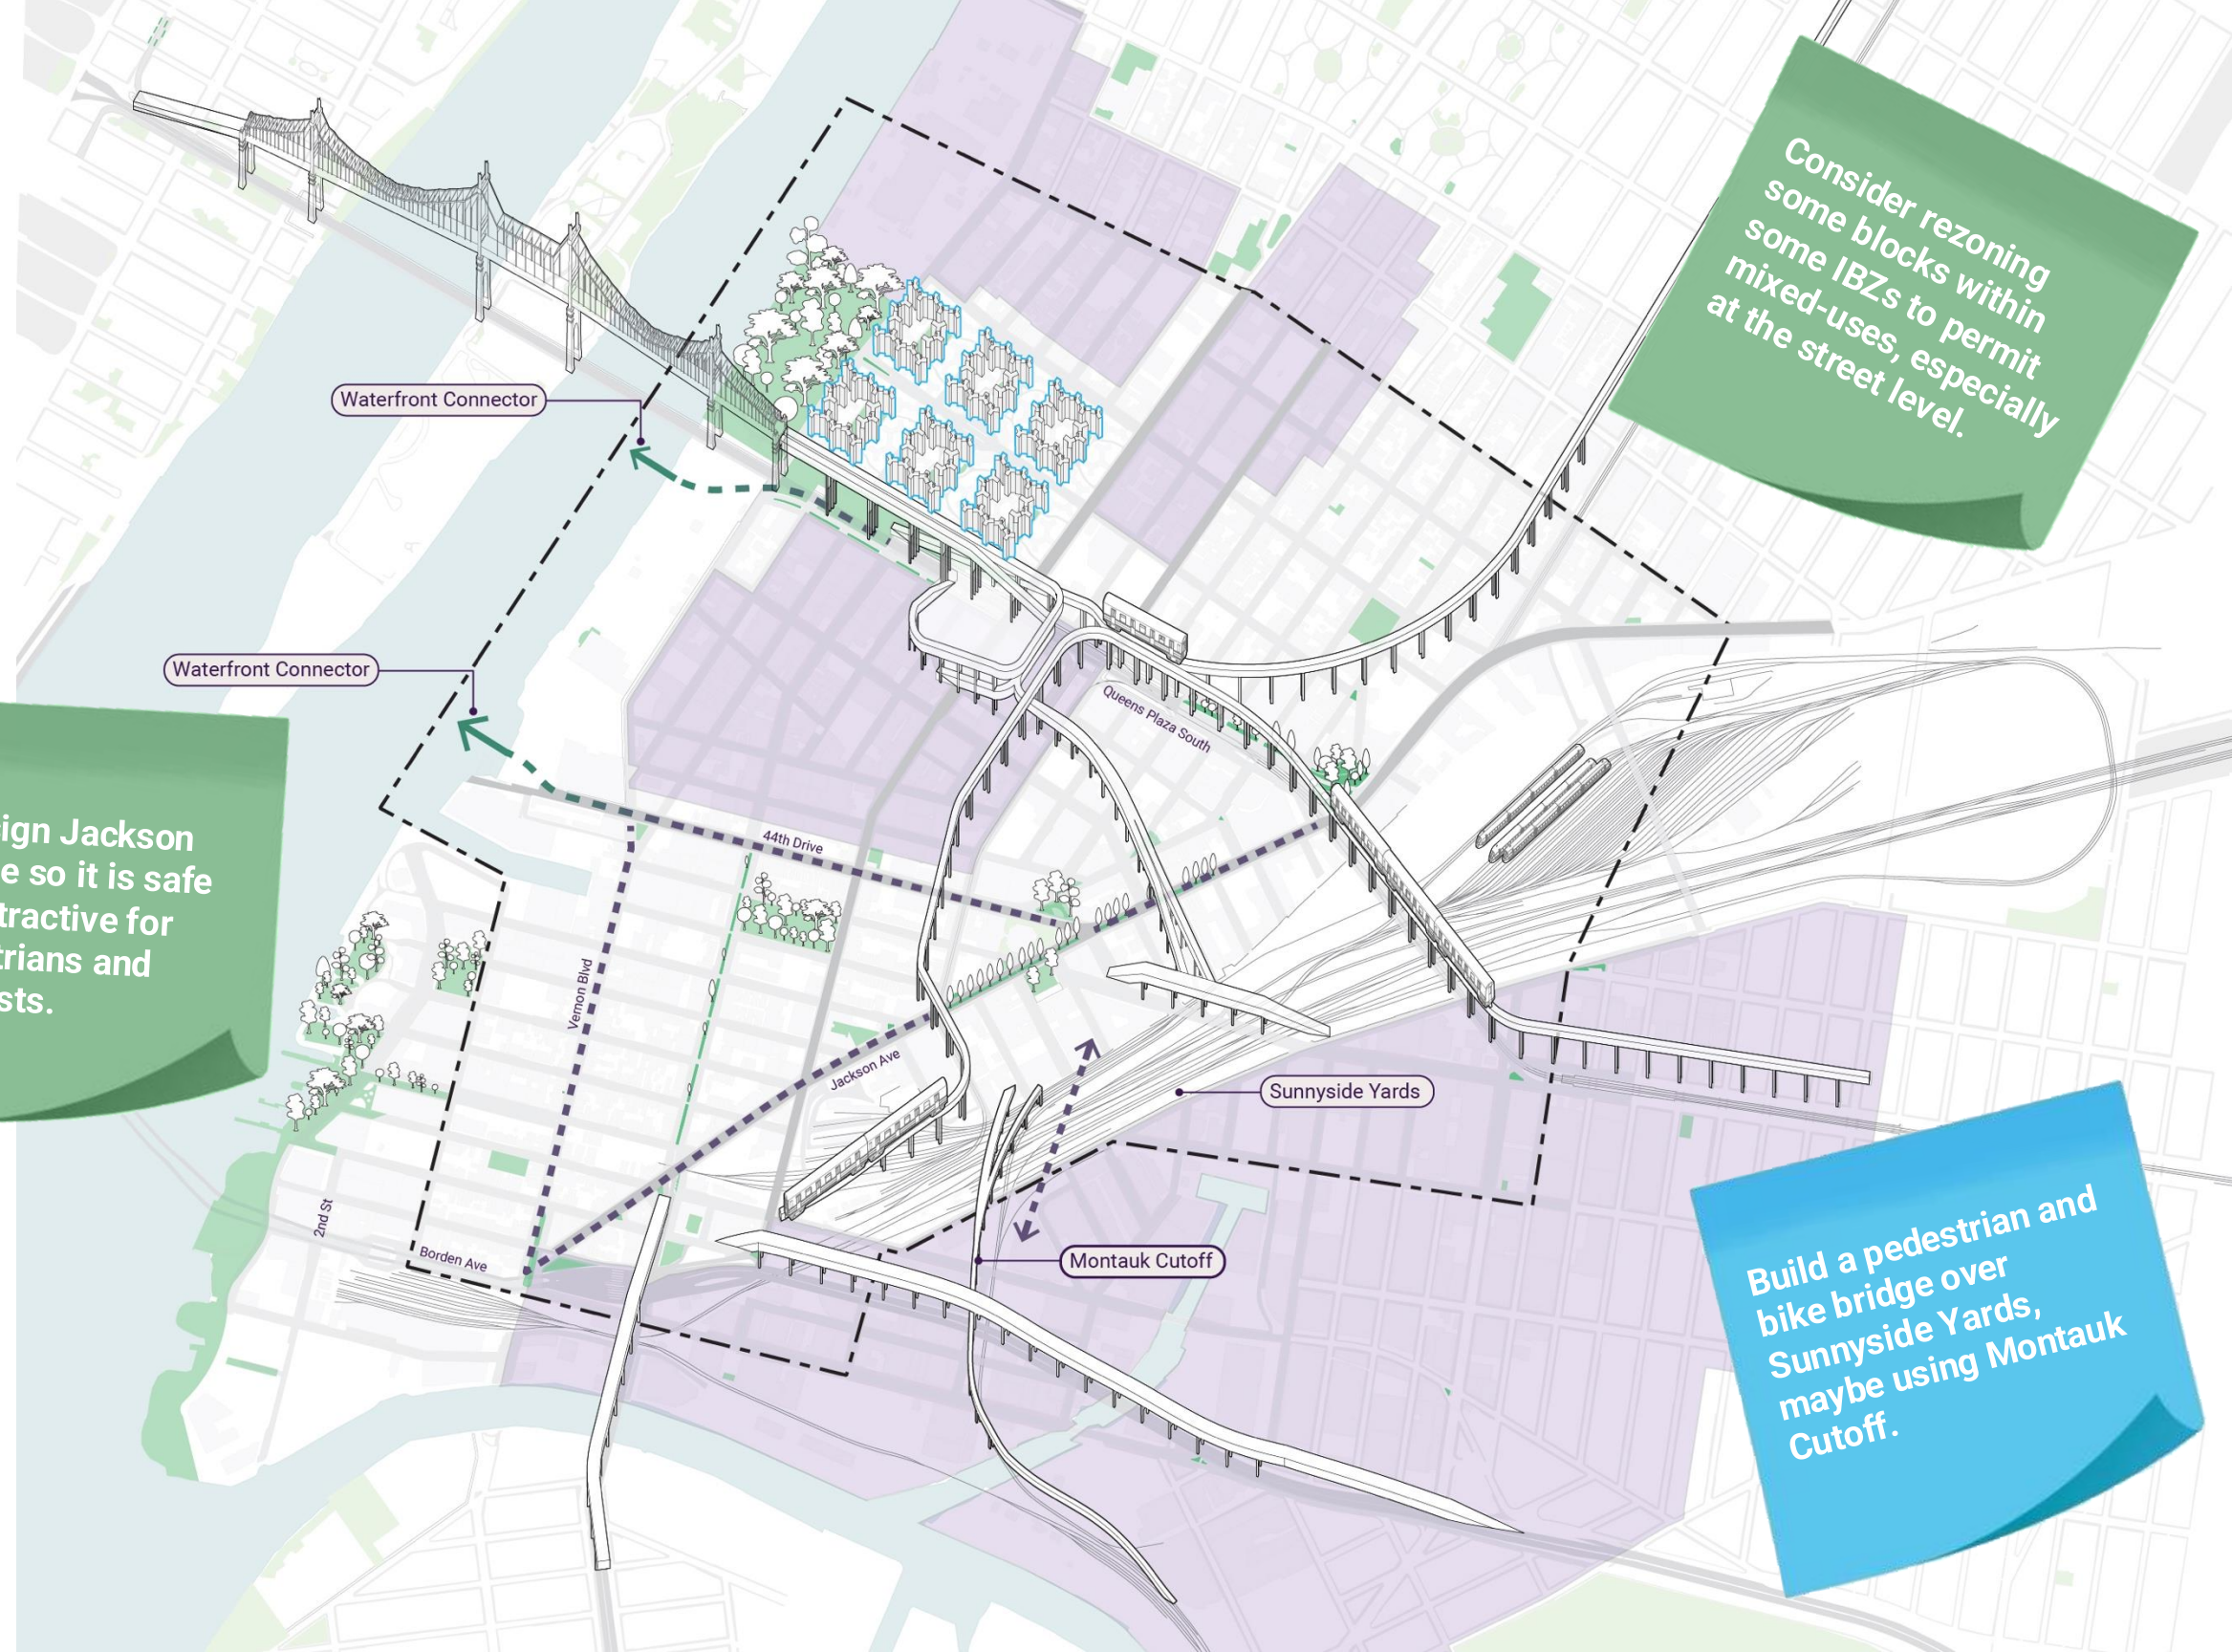 Consider rezoning
some blocks within
some IBZs to permit
mixed-uses, especially
at the street level.
Waterfront Connector
Waterfront Connector
Queens Plaza South
44th Drive
ign Jackson
e so it is safe
tractive for
trians and
sts.
Vernon Blvd
Jackson Ave
Sunnyside Yards
2nd St
Borden Ave
Montauk Cutoff
Build a pedestrian and
bike bridge over
Sunnyside Yards,
maybe using Montauk
Cutoff.